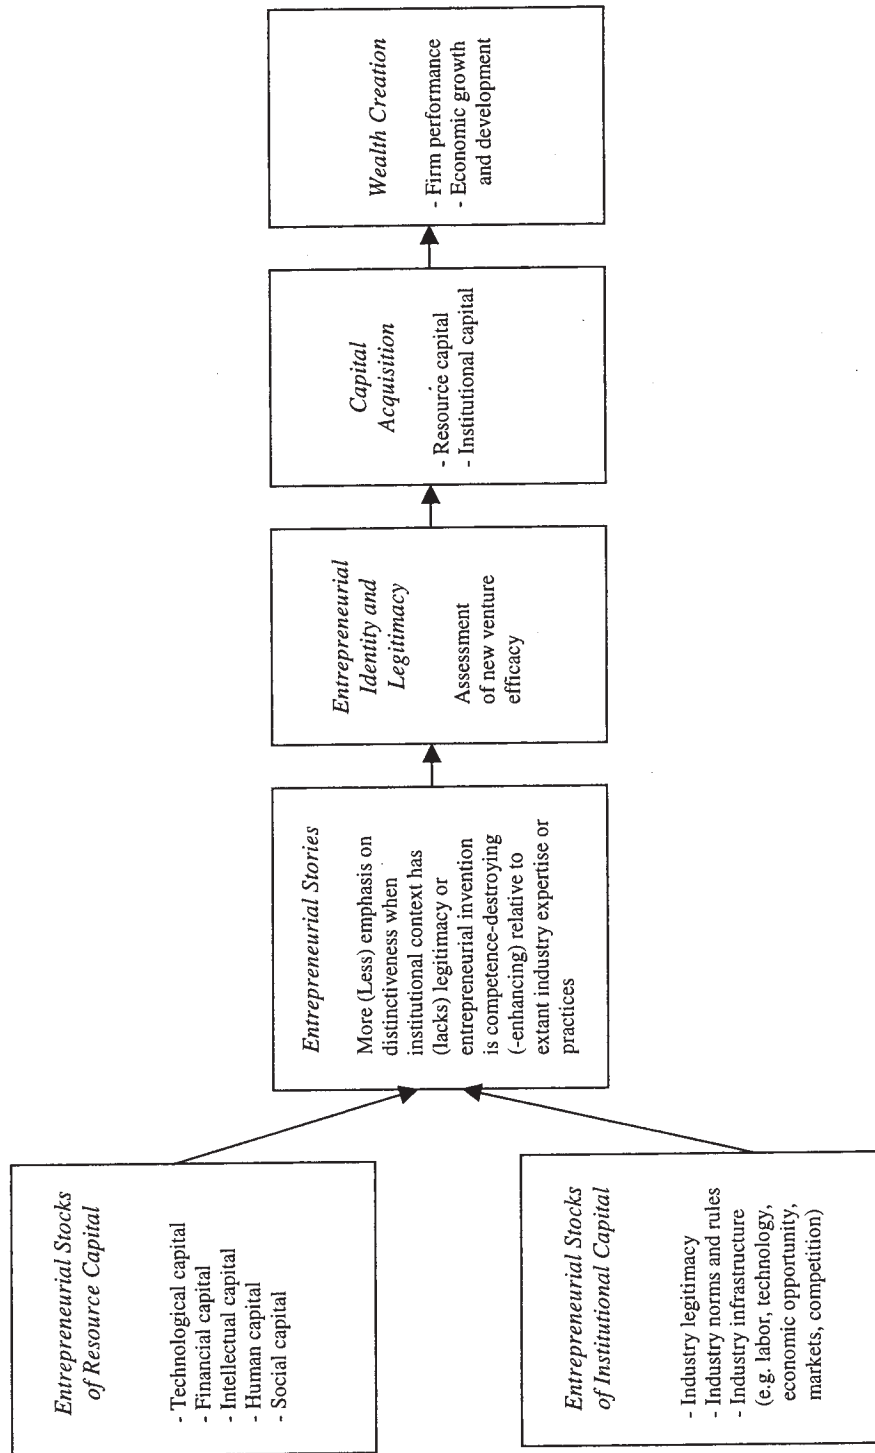 Entrepreneurial Stocks
of Resource Capital
- Technological capital
- Financial capital
- Intellectual capital
- Human capital
- Social capital
Entrepreneurial Stocks
of Institutional Capital
- Industry legitimacy
- Industry norms and rules
- Industry infrastructure
(e.g. labor, technology,
economic opportunity,
markets, competition)
Entrepreneurial Stories
More (Less) emphasis on
distinctiveness when
institutional context has
(lacks) legitimacy or
entrepreneurial invention
is competence-destroying
(-enhancing) relative to
extant industry expertise or
practices
Entrepreneurial
Identity and
Legitimacy
Assessment
of new venture
efficacy
Capital
Acquisition
- Resource capital
- Institutional capital
Wealth Creation
- Firm performance
- Economic growth
and development